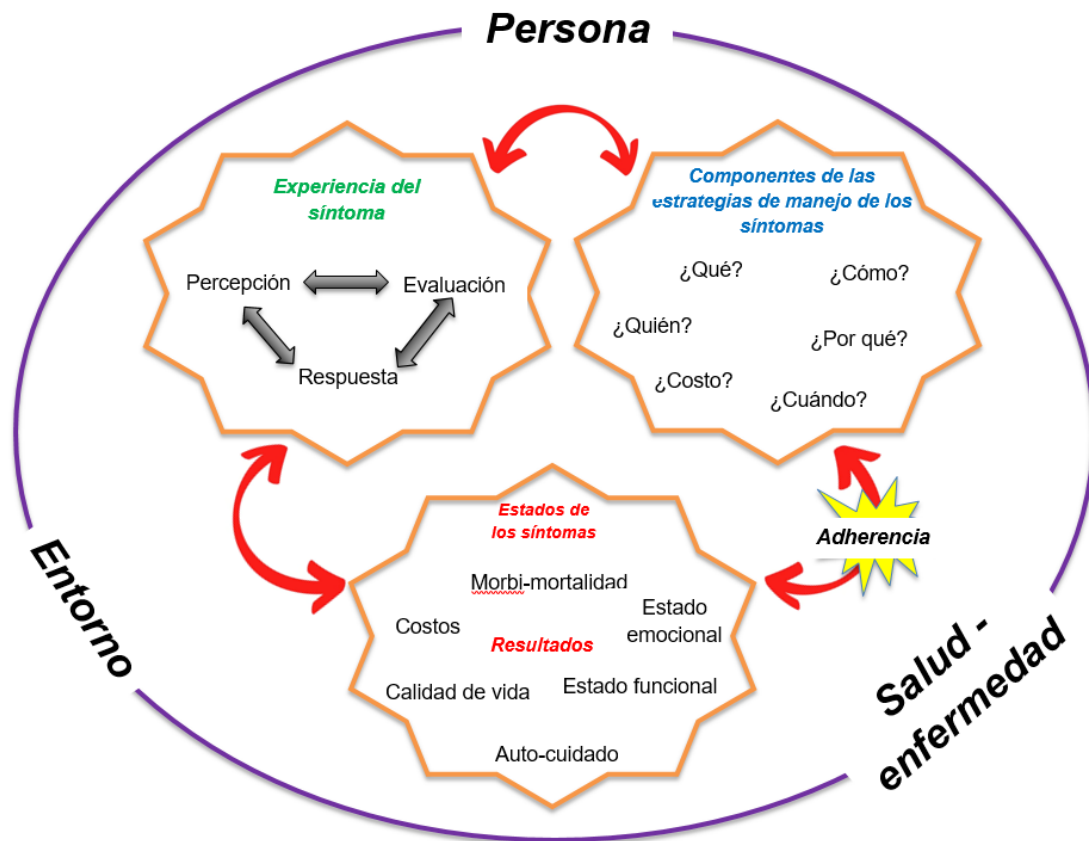 Persona
Experiencia del
síntoma
Percepción
Evaluación
Respuesta
Componentes de las
estrategias de manejo de los
síntomas
¿Qué?
¿Cómo?
¿Quién?
¿Por qué?
¿Costo?
¿Cuándo?
Estados de
los síntomas
Morbi-mortalidad
Costos
Estado
emocional
Resultados
Calidad de vida
Estado funcional
Auto-cuidado
Adherencia
Entorno
Salud -
enfermedad